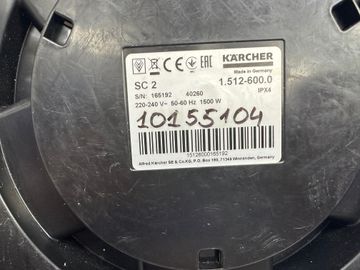 KÄRCHER
Made in Germany
SC 2
1.512-600.0
S/N: 165192 40260
IPX4
220-240 V~ 50-60 Hz 1500 W
10155104
Alfred Kärcher SE & Co.KG, P.O. Box 160, 71349 Winnenden, Germany
15126000165192